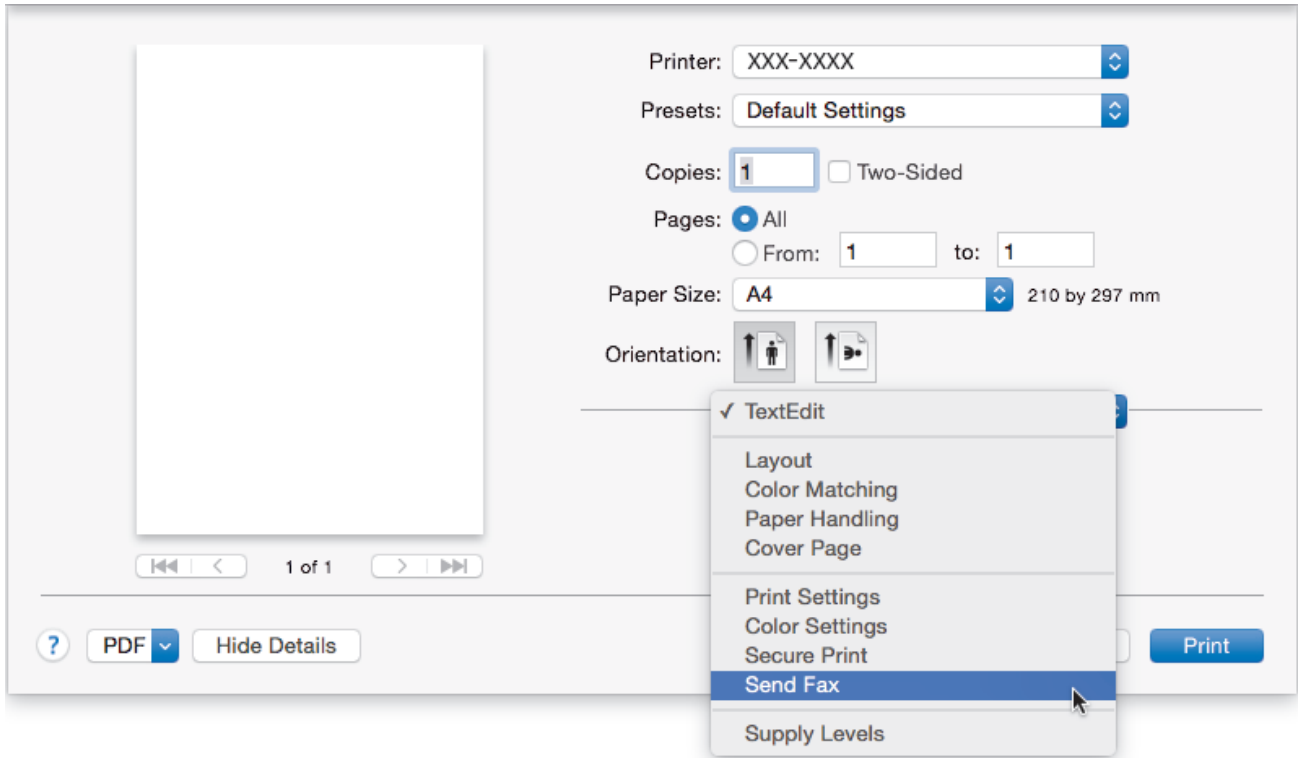 Printer: XXX-XXXX
Presets: Default Settings
Copies: 1 Two-Sided
Pages: All
From: 1 to: 1
Paper Size: A4 210 by 297 mm
Orientation:
✓ TextEdit
Layout
Color Matching
Paper Handling
Cover Page
1 of 1
Print Settings
Color Settings
Secure Print
Send Fax
Supply Levels
? PDF Hide Details Print